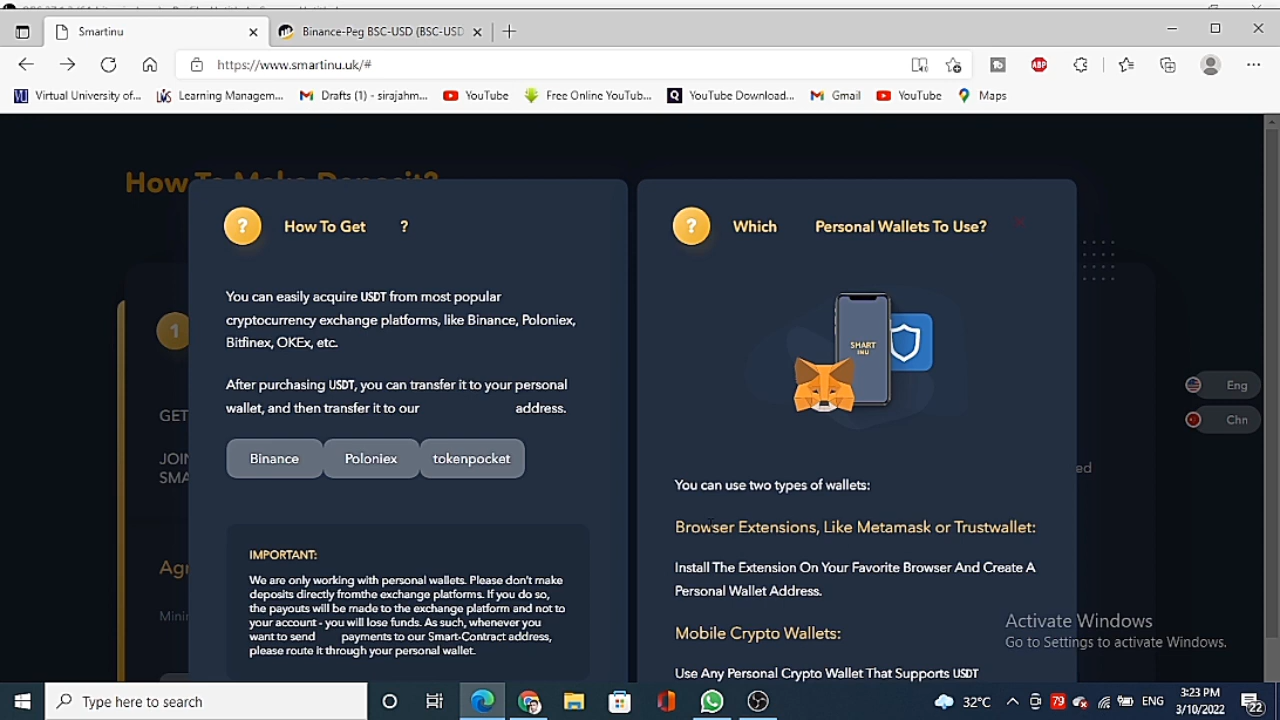 Smartinu
Binance-Peg BSC-USD (BSC-USD
https://www.smartinu.uk/#
ABP
Virtual University of...
Learning Managem...
Drafts (1) - sirajahm...
YouTube
Free Online YouTub...
YouTube Download...
Gmail
YouTube
Maps
How To Make Deposit?
? How To Get ?
You can easily acquire USDT from most popular
cryptocurrency exchange platforms, like Binance, Poloniex,
Bitfinex, OKEx, etc.
After purchasing USDT, you can transfer it to your personal
wallet, and then transfer it to our address.
Binance
Poloniex
tokenpocket
IMPORTANT:
We are only working with personal wallets. Please don't make
deposits directly fromthe exchange platforms. If you do so,
the payouts will be made to the exchange platform and not to
your account - you will lose funds. As such, whenever you
want to send payments to our Smart-Contract address,
please route it through your personal wallet.
? Which Personal Wallets To Use?
SMART
INU
You can use two types of wallets:
Browser Extensions, Like Metamask or Trustwallet:
Install The Extension On Your Favorite Browser And Create A
Personal Wallet Address.
Mobile Crypto Wallets:
Use Any Personal Crypto Wallet That Supports USDT
1
GET
JOIN
SMA
Agr
Mini
ed
Eng
Chn
Activate Windows
Go to Settings to activate Windows.
Type here to search
79
32°C
ENG
3:23 PM
3/10/2022
22